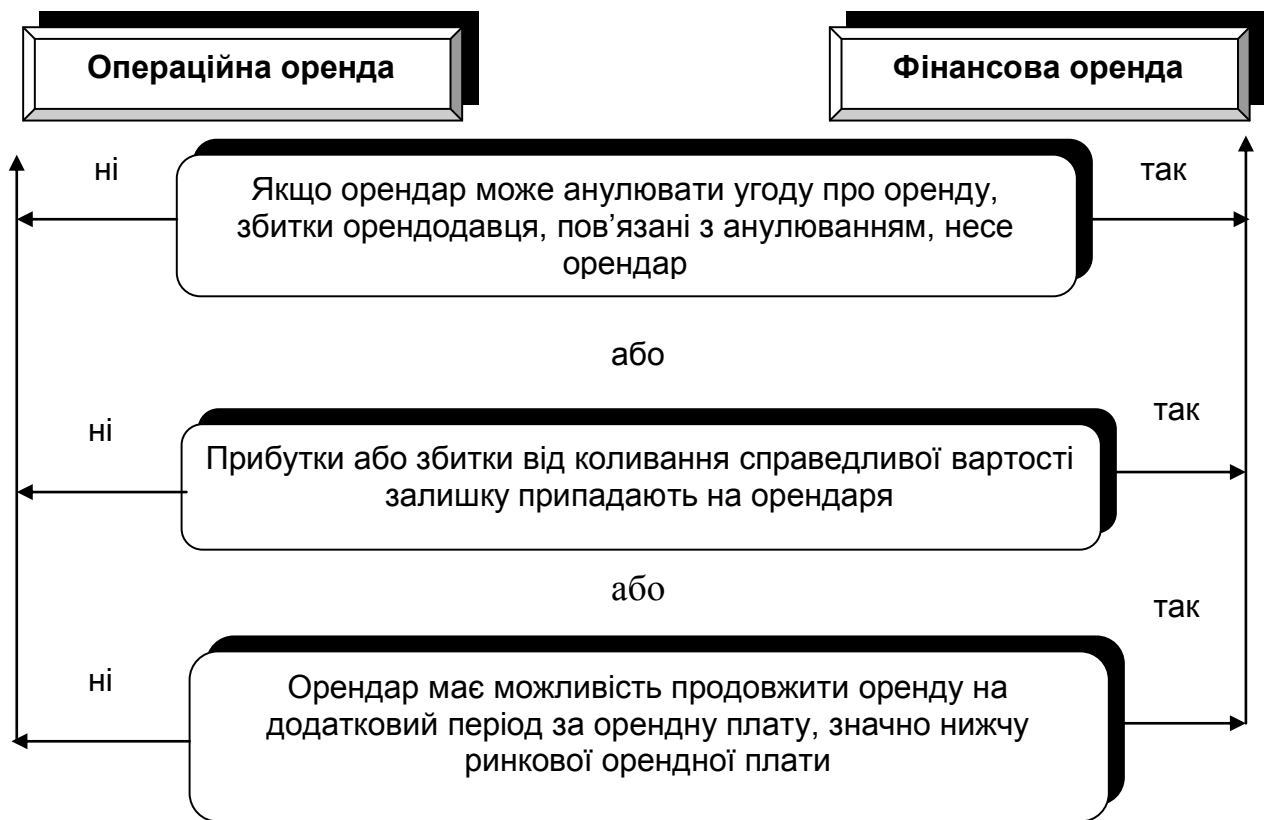 Операційна оренда
Фінансова оренда
ні
так
Якщо орендар може анулювати угоду про оренду,
збитки орендодавця, пов’язані з анулюванням, несе
орендар
або
ні
так
Прибутки або збитки від коливання справедливої вартості
залишку припадають на орендаря
або
ні
так
Орендар має можливість продовжити оренду на
додатковий період за орендну плату, значно нижчу
ринкової орендної плати